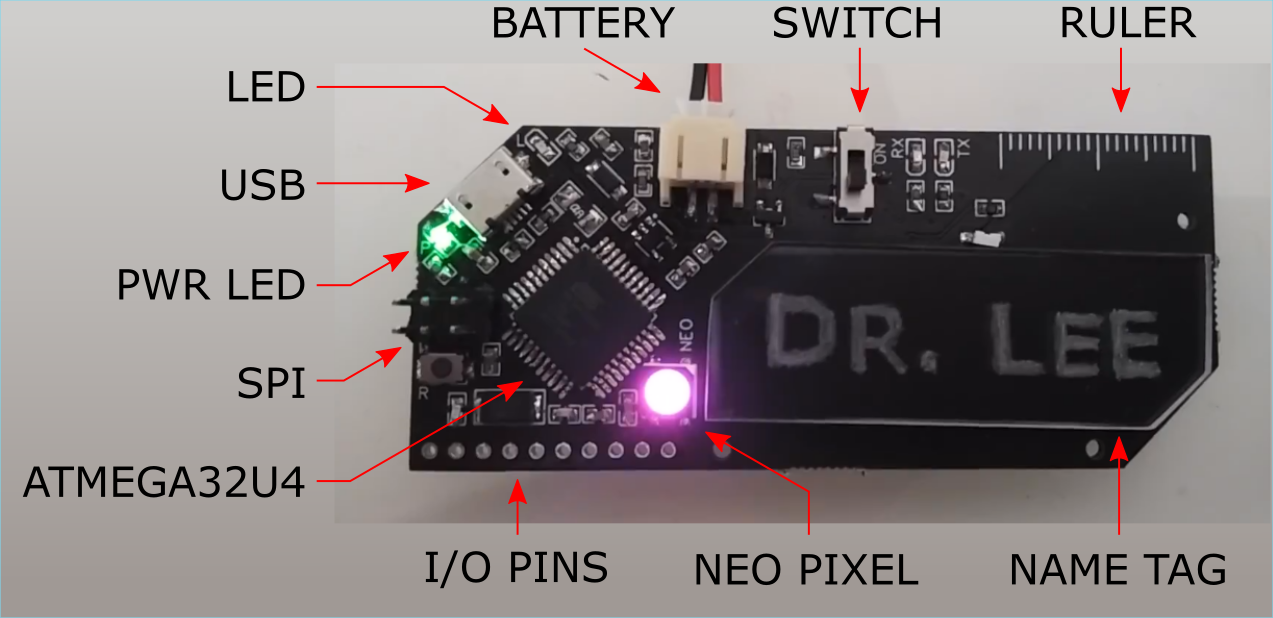 BATTERY
SWITCH
RULER
LED
USB
PWR LED
SPI
ATMEGA32U4
I/O PINS
NEO PIXEL
NAME TAG
L
ON
RX
TX
NEO
R
DR. LEE